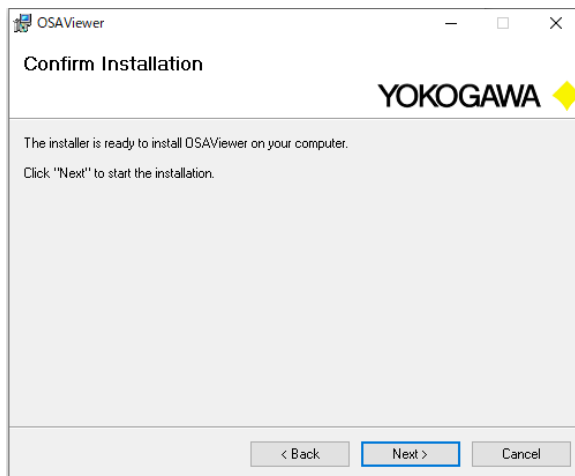 OSAViewer
Confirm Installation
YOKOGAWA
The installer is ready to install OSAViewer on your computer.
Click "Next" to start the installation.
< Back
Next >
Cancel